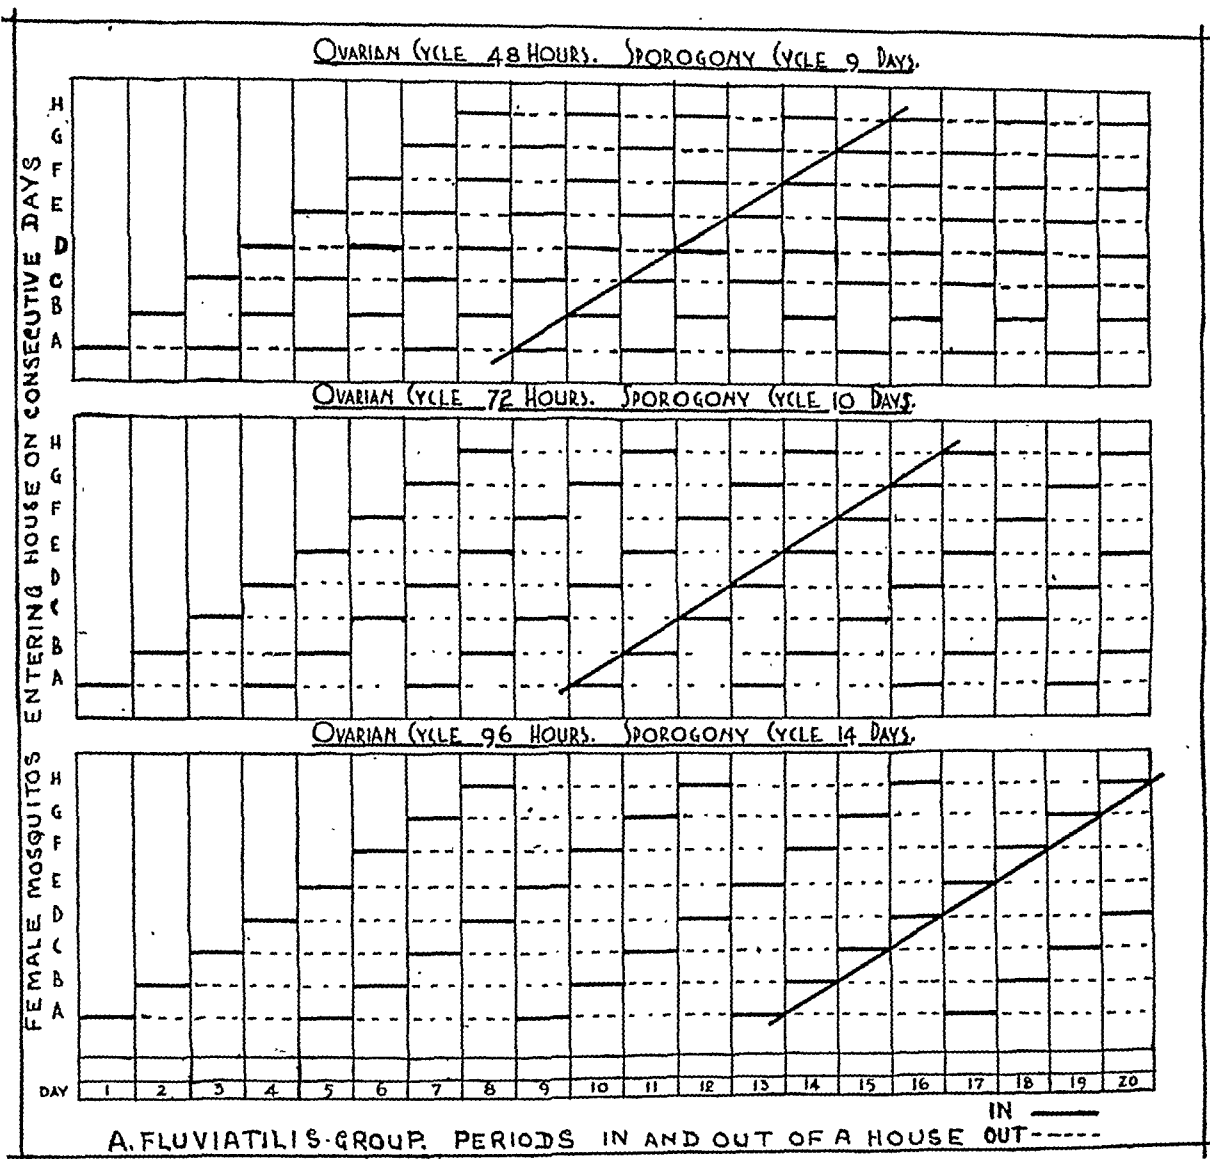 OVARIAN CYCLE 48 HOURS. SPOROGONY CYCLE 9 DAYS.
H
G
F
E
D
C
B
A
OVARIAN CYCLE 72 HOURS. SPOROGONY CYCLE 10 DAYS.
H
G
F
E
D
C
B
A
OVARIAN CYCLE 96 HOURS. SPOROGONY CYCLE 14 DAYS.
H
G
F
E
D
C
B
A
FEMALE MOSQUITOS ENTERING HOUSE ON CONSECUTIVE DAYS
DAY 1 2 3 4 5 6 7 8 9 10 11 12 13 14 15 16 17 18 19 20
IN
OUT
A. FLUVIATILIS-GROUP. PERIODS IN AND OUT OF A HOUSE